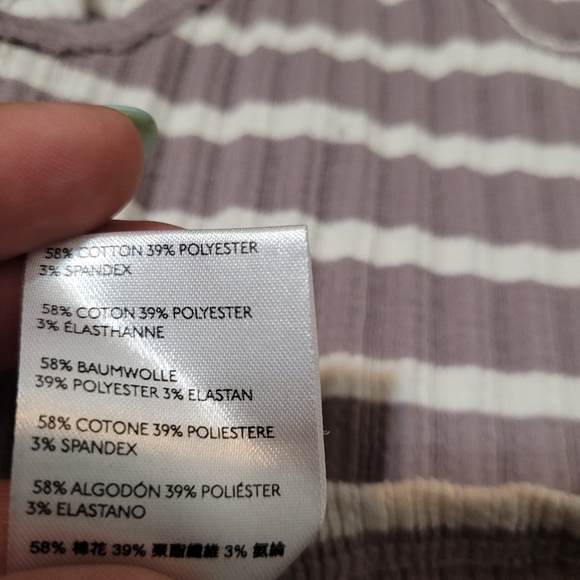 58% COTTON 39% POLYESTER
3% SPANDEX
58% COTON 39% POLYESTER
3% ÉLASTHANNE
58% BAUMWOLLE
39% POLYESTER 3% ELASTAN
58% COTONE 39% POLIESTERE
3% SPANDEX
58% ALGODÓN 39% POLIÉSTER
3% ELASTANO
58% 棉花 39% 聚酯纖維 3% 氨綸